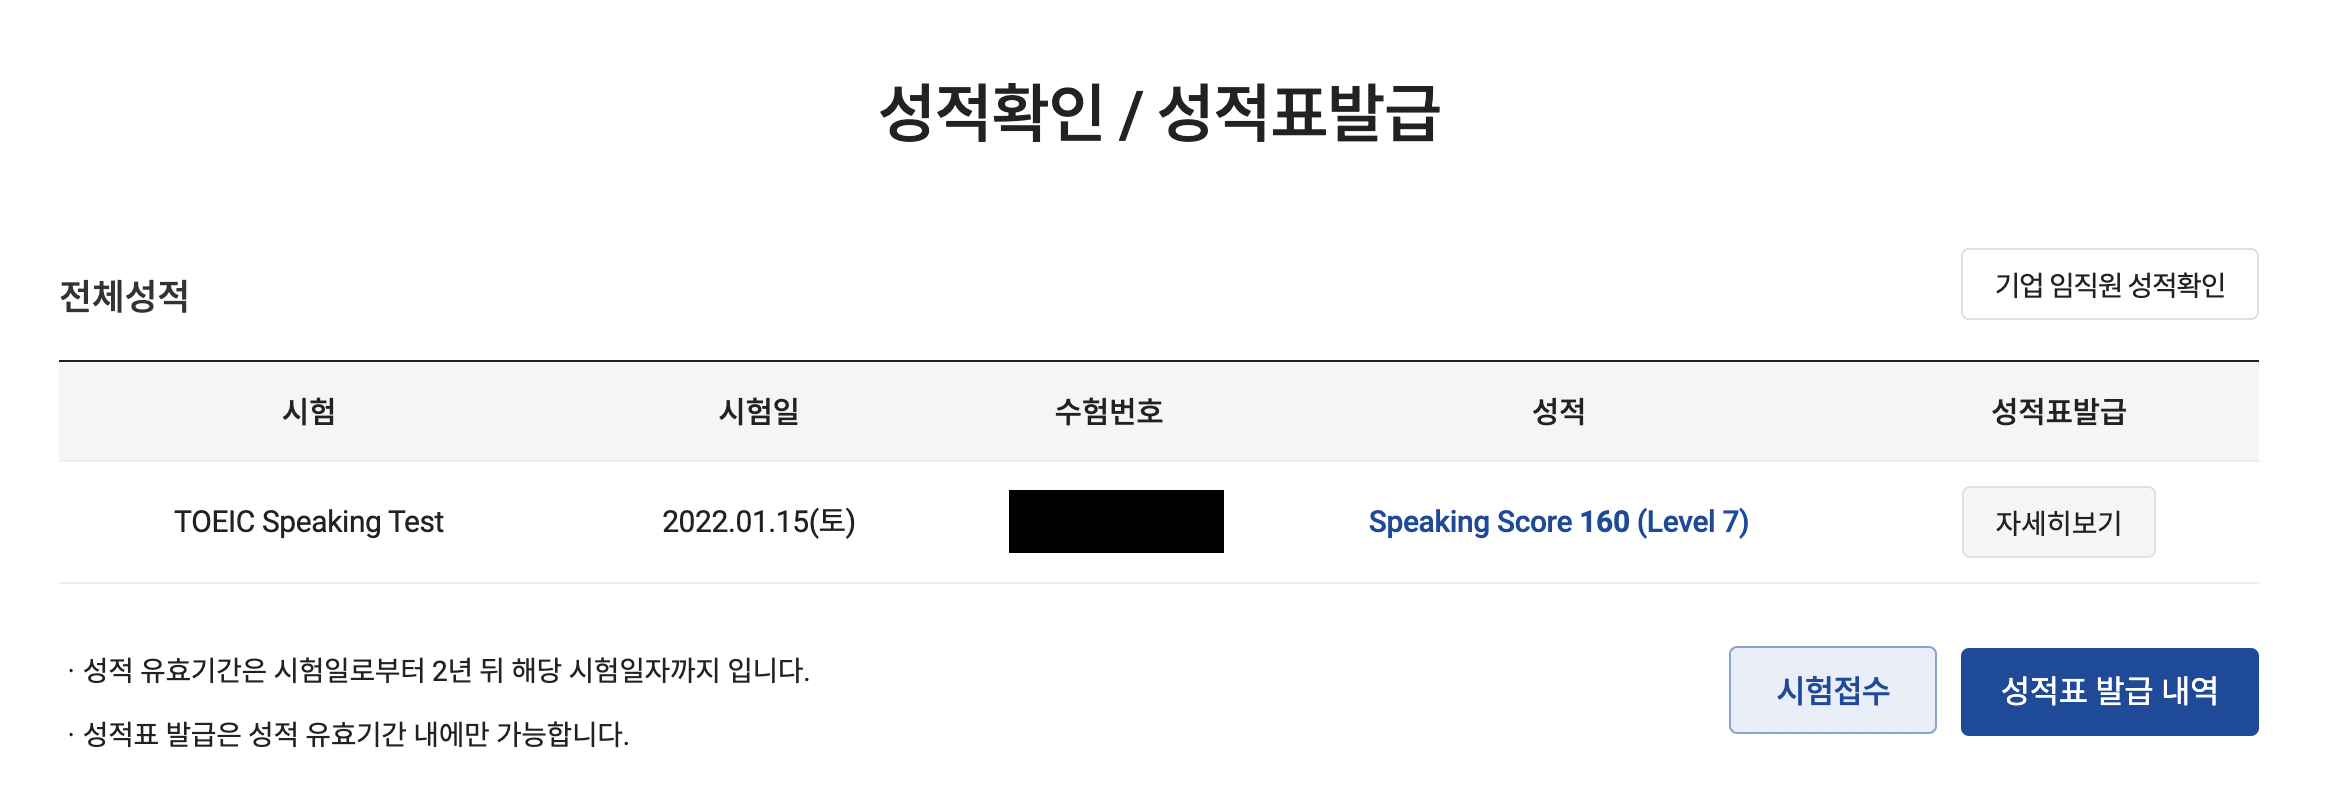 성적확인 / 성적표발급
전체성적
기업 임직원 성적확인
시험 시험일 수험번호 성적 성적표발급
TOEIC Speaking Test 2022.01.15(토) Speaking Score 160 (Level 7) 자세히보기
· 성적 유효기간은 시험일로부터 2년 뒤 해당 시험일자까지 입니다.
· 성적표 발급은 성적 유효기간 내에만 가능합니다.
시험접수 성적표 발급 내역